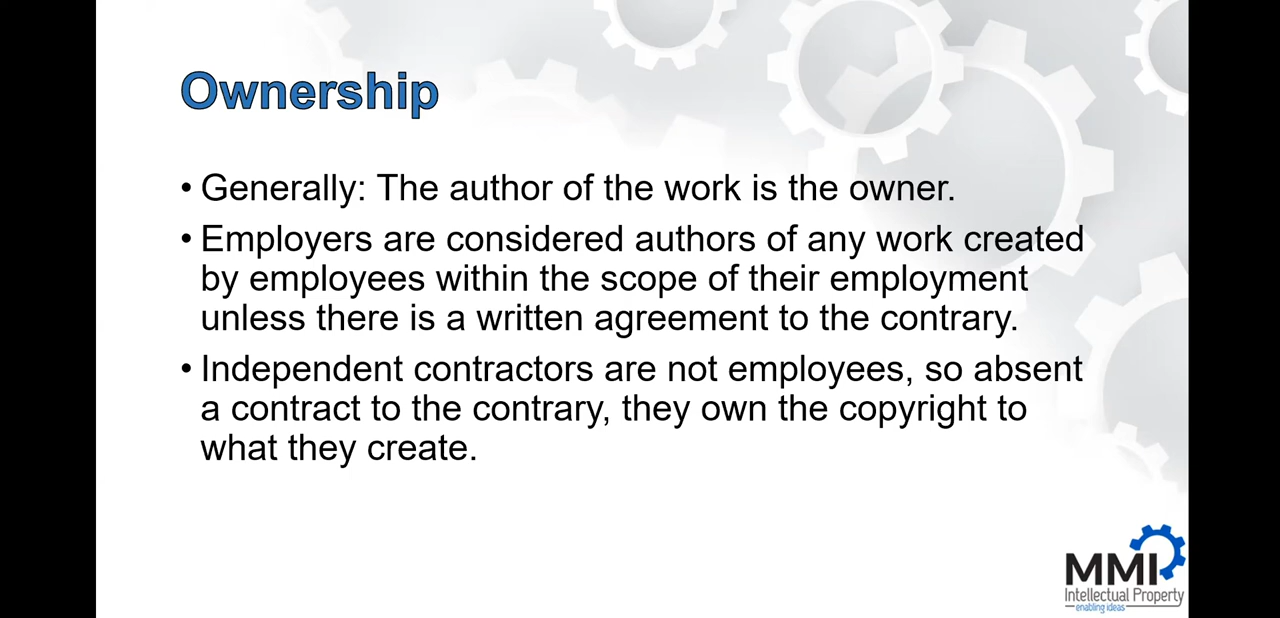 Ownership
• Generally: The author of the work is the owner.
• Employers are considered authors of any work created
by employees within the scope of their employment
unless there is a written agreement to the contrary.
• Independent contractors are not employees, so absent
a contract to the contrary, they own the copyright to
what they create.
MMI
Intellectual Property
enabling ideas